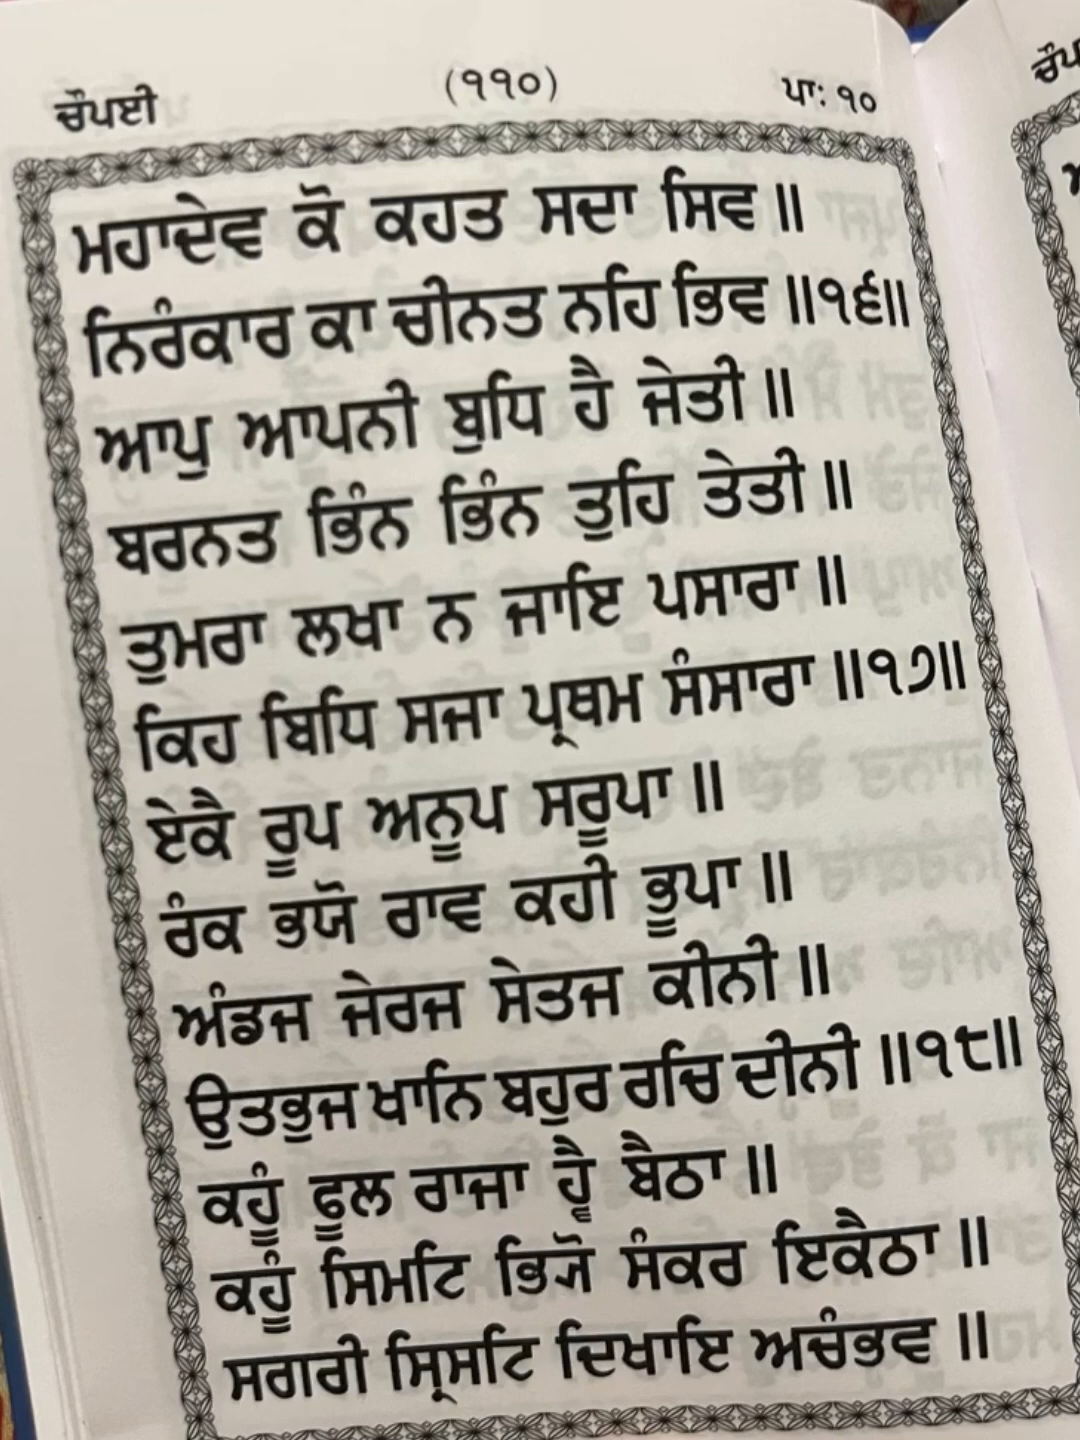 ਚੌਪਈ (੧੧੦) ਪਾ: ੧੦
ਮਹਾਦੇਵ ਕੋ ਕਹਤ ਸਦਾ ਸਿਵ ॥
ਨਿਰੰਕਾਰ ਕਾ ਚੀਨਤ ਨਹਿ ਭਿਵ ॥੧੬॥
ਆਪੁ ਆਪਨੀ ਬੁਧਿ ਹੈ ਜੇਤੀ ॥
ਬਰਨਤ ਭਿੰਨ ਭਿੰਨ ਤੁਹਿ ਤੇਤੀ ॥
ਤੁਮਰਾ ਲਖਾ ਨ ਜਾਇ ਪਸਾਰਾ ॥
ਕਿਹ ਬਿਧਿ ਸਜਾ ਪ੍ਰਥਮ ਸੰਸਾਰਾ ॥੧੭॥
ਏਕੈ ਰੂਪ ਅਨੂਪ ਸਰੂਪਾ ॥
ਰੰਕ ਭਯੋ ਰਾਵ ਕਹੀ ਭੂਪਾ ॥
ਅੰਡਜ ਜੇਰਜ ਸੇਤਜ ਕੀਨੀ ॥
ਉਤਭੁਜ ਖਾਨਿ ਬਹੁਰ ਰਚਿ ਦੀਨੀ ॥੧੮॥
ਕਹੂੰ ਫੂਲ ਰਾਜਾ ਹ੍ਵੈ ਬੈਠਾ ॥
ਕਹੂੰ ਸਿਮਟਿ ਭਿਯੋ ਸੰਕਰ ਇਕੈਠਾ ॥
ਸਗਰੀ ਸ੍ਰਿਸਟਿ ਦਿਖਾਇ ਅਚੰਭਵ ॥